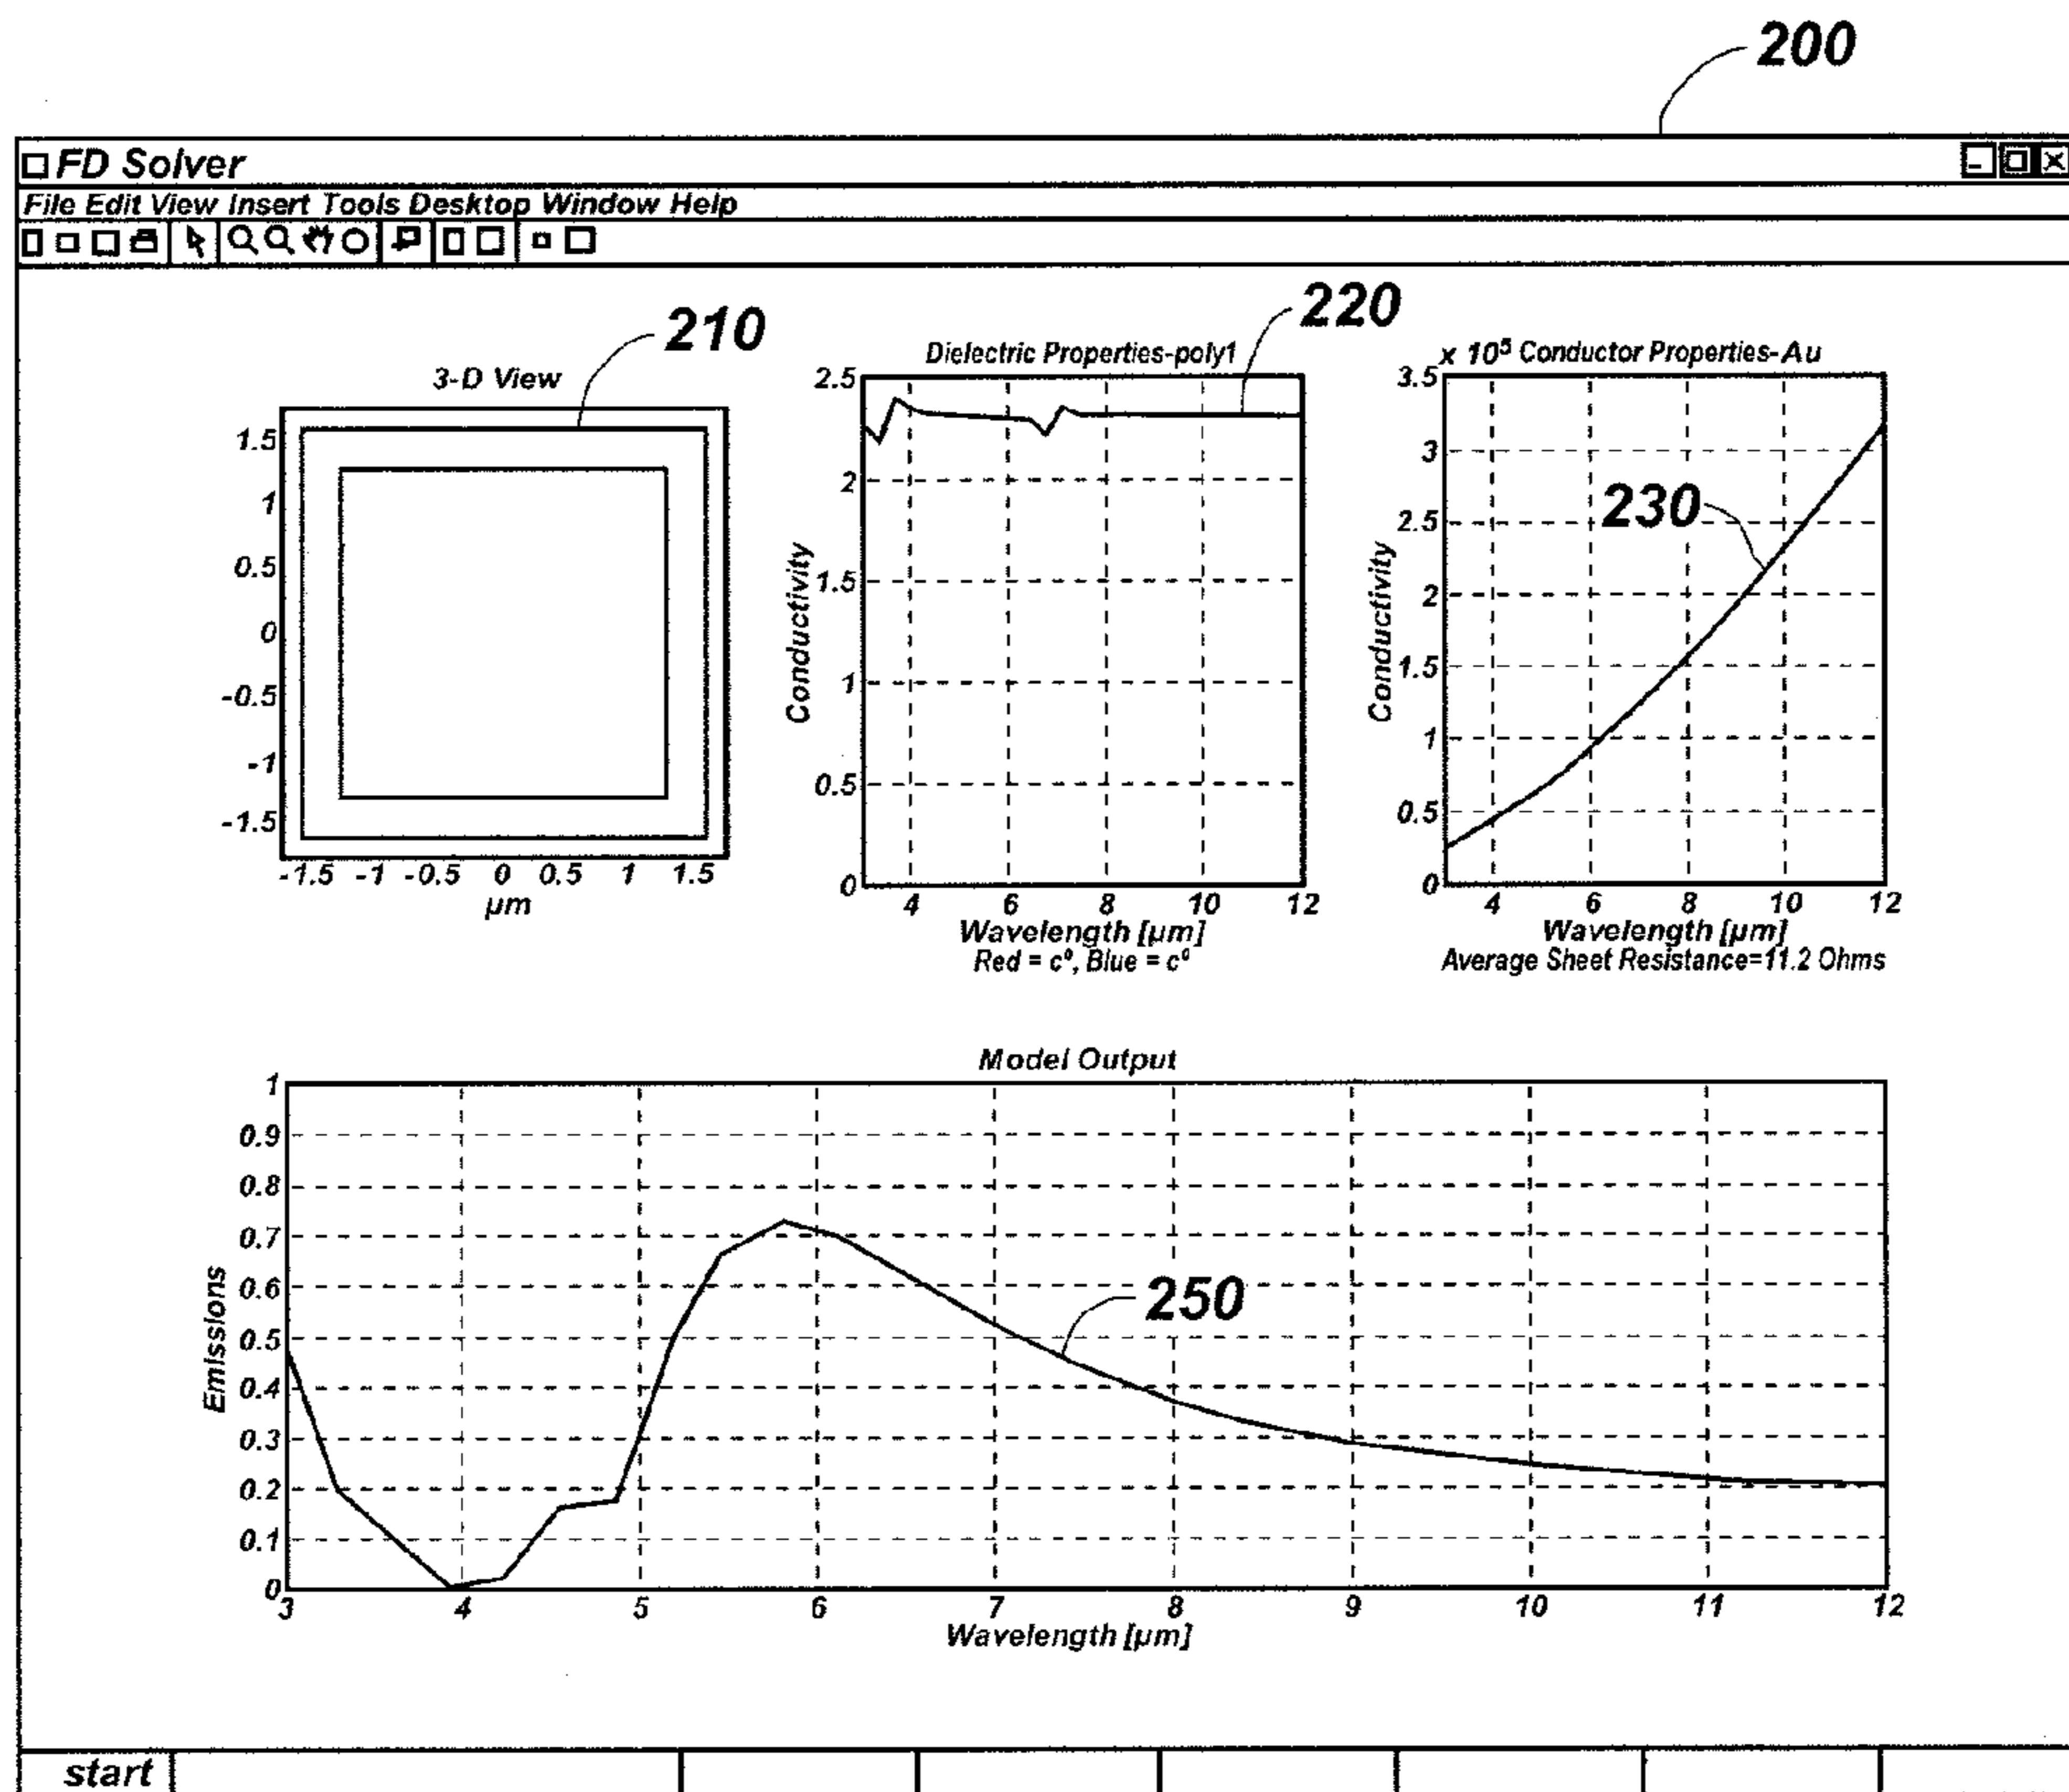 200
FD Solver
File Edit View Insert Tools Desktop Window Help
210
3-D View
1.5
1
0.5
0
-0.5
-1
-1.5
-1.5 -1 -0.5 0 0.5 1 1.5
µm
220
Dielectric Properties-poly1
2.5
2
1.5
1
0.5
0
Conductivity
4 6 8 10 12
Wavelength [µm]
Red = c⁰, Blue = c⁰
x 10⁵ Conductor Properties-Au
3.5
3
2.5
2
1.5
1
0.5
0
Conductivity
230
4 6 8 10 12
Wavelength [µm]
Average Sheet Resistance=11.2 Ohms
Model Output
1
0.9
0.8
0.7
0.6
0.5
0.4
0.3
0.2
0.1
0
Emissions
250
3 4 5 6 7 8 9 10 11 12
Wavelength [µm]
start